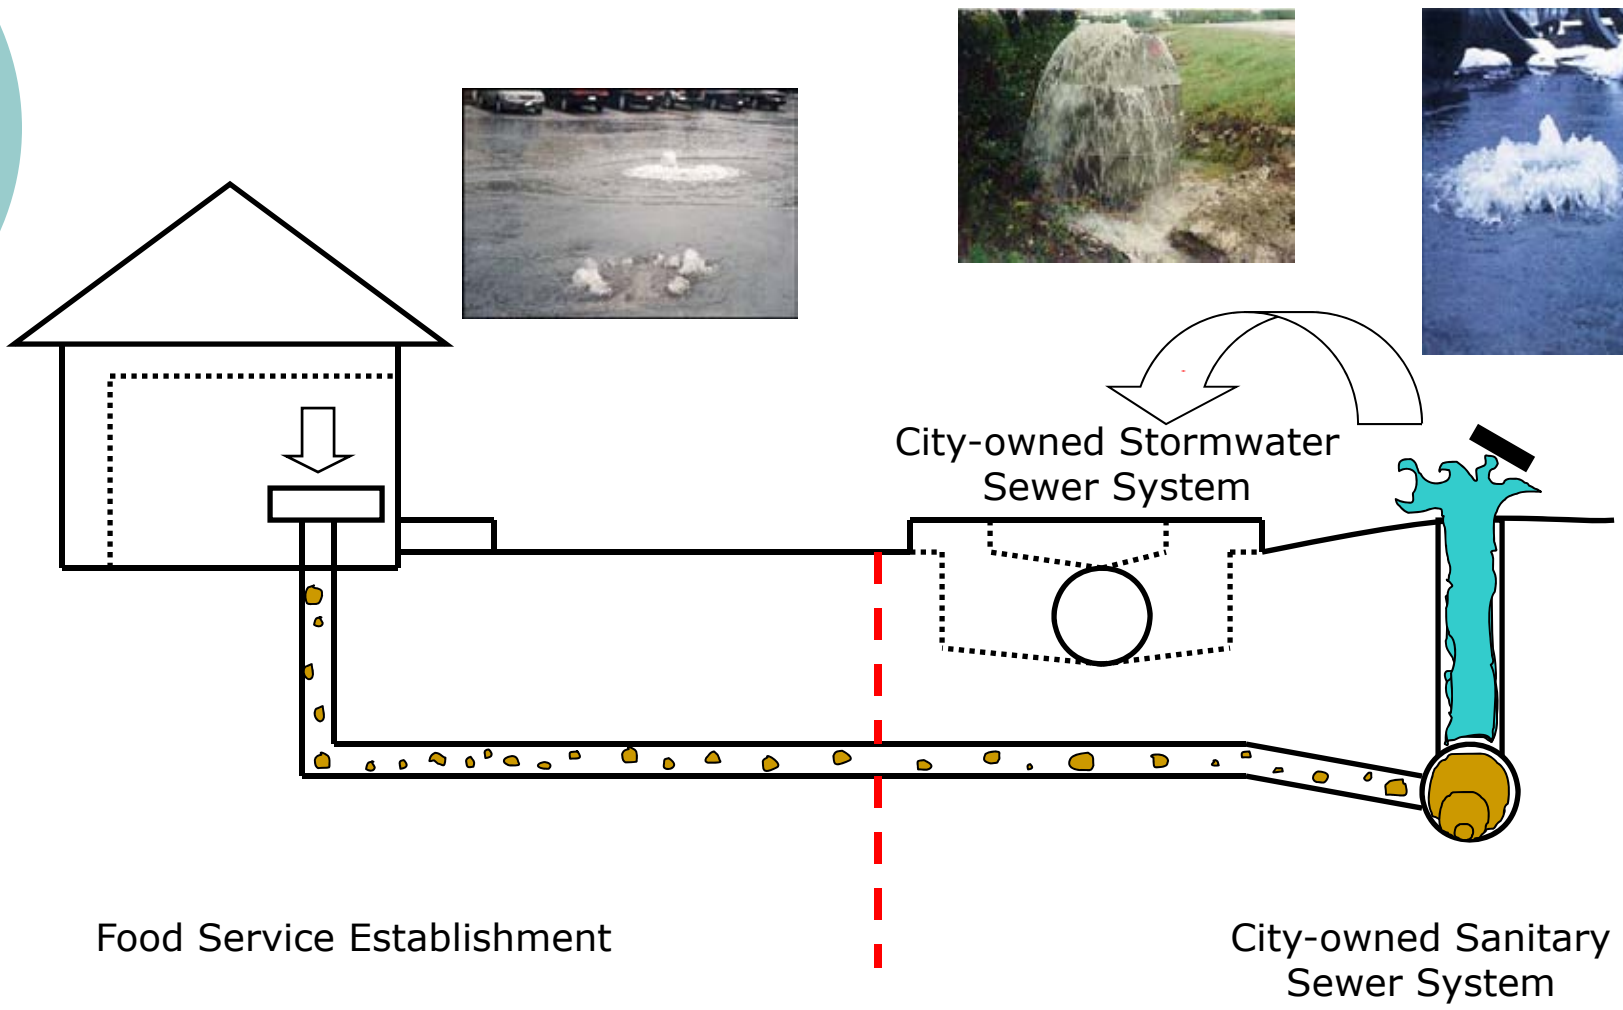 City-owned Stormwater
Sewer System
Food Service Establishment
City-owned Sanitary
Sewer System